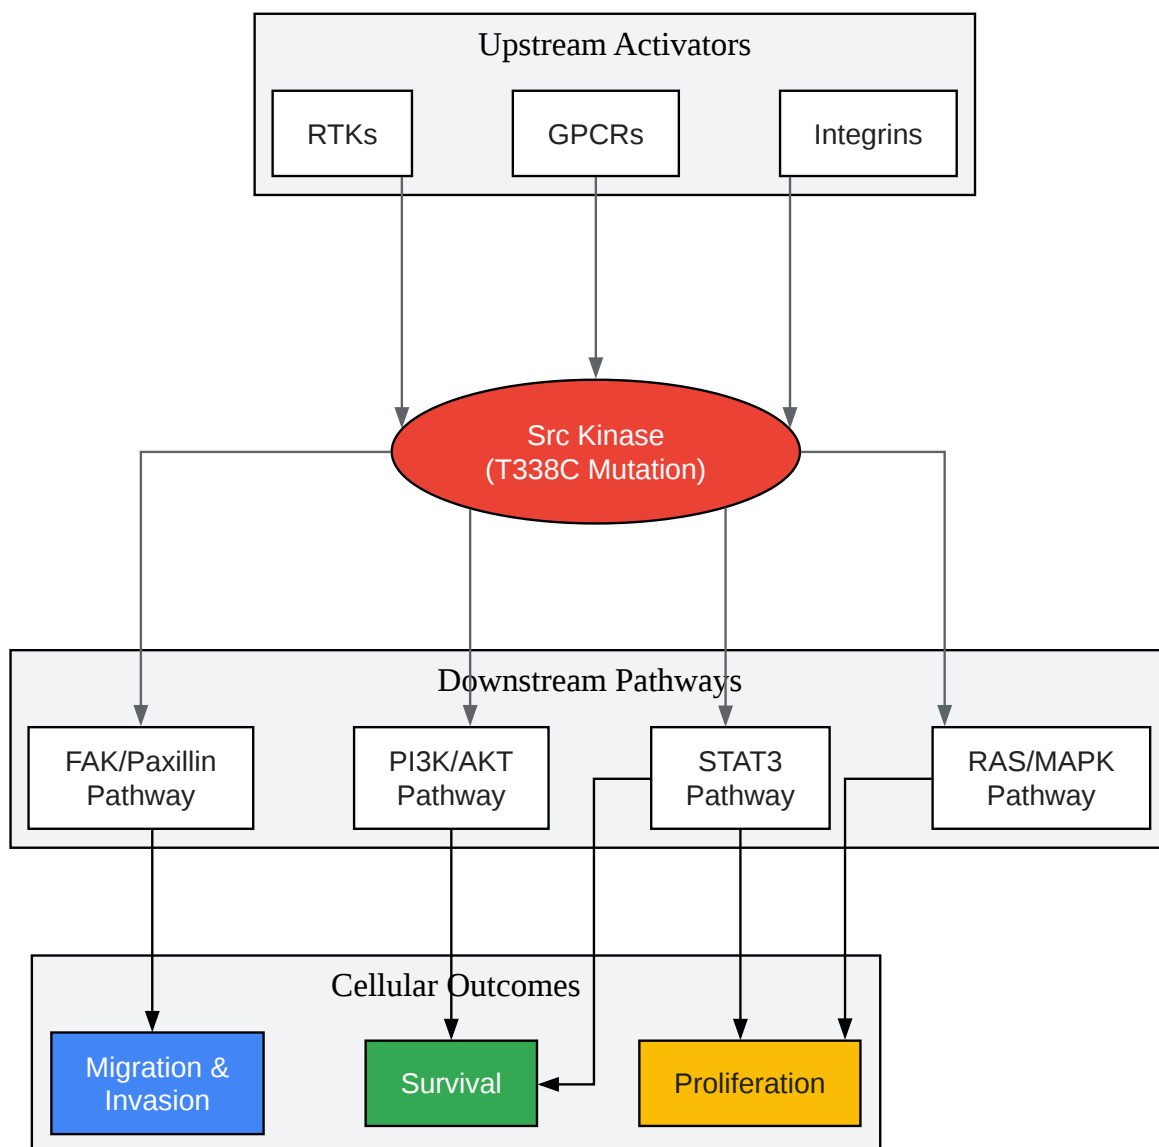 Upstream Activators
RTKs
GPCRs
Integrins
Src Kinase
(T338C Mutation)
Downstream Pathways
FAK/Paxillin
Pathway
PI3K/AKT
Pathway
STAT3
Pathway
RAS/MAPK
Pathway
Cellular Outcomes
Migration &
Invasion
Survival
Proliferation